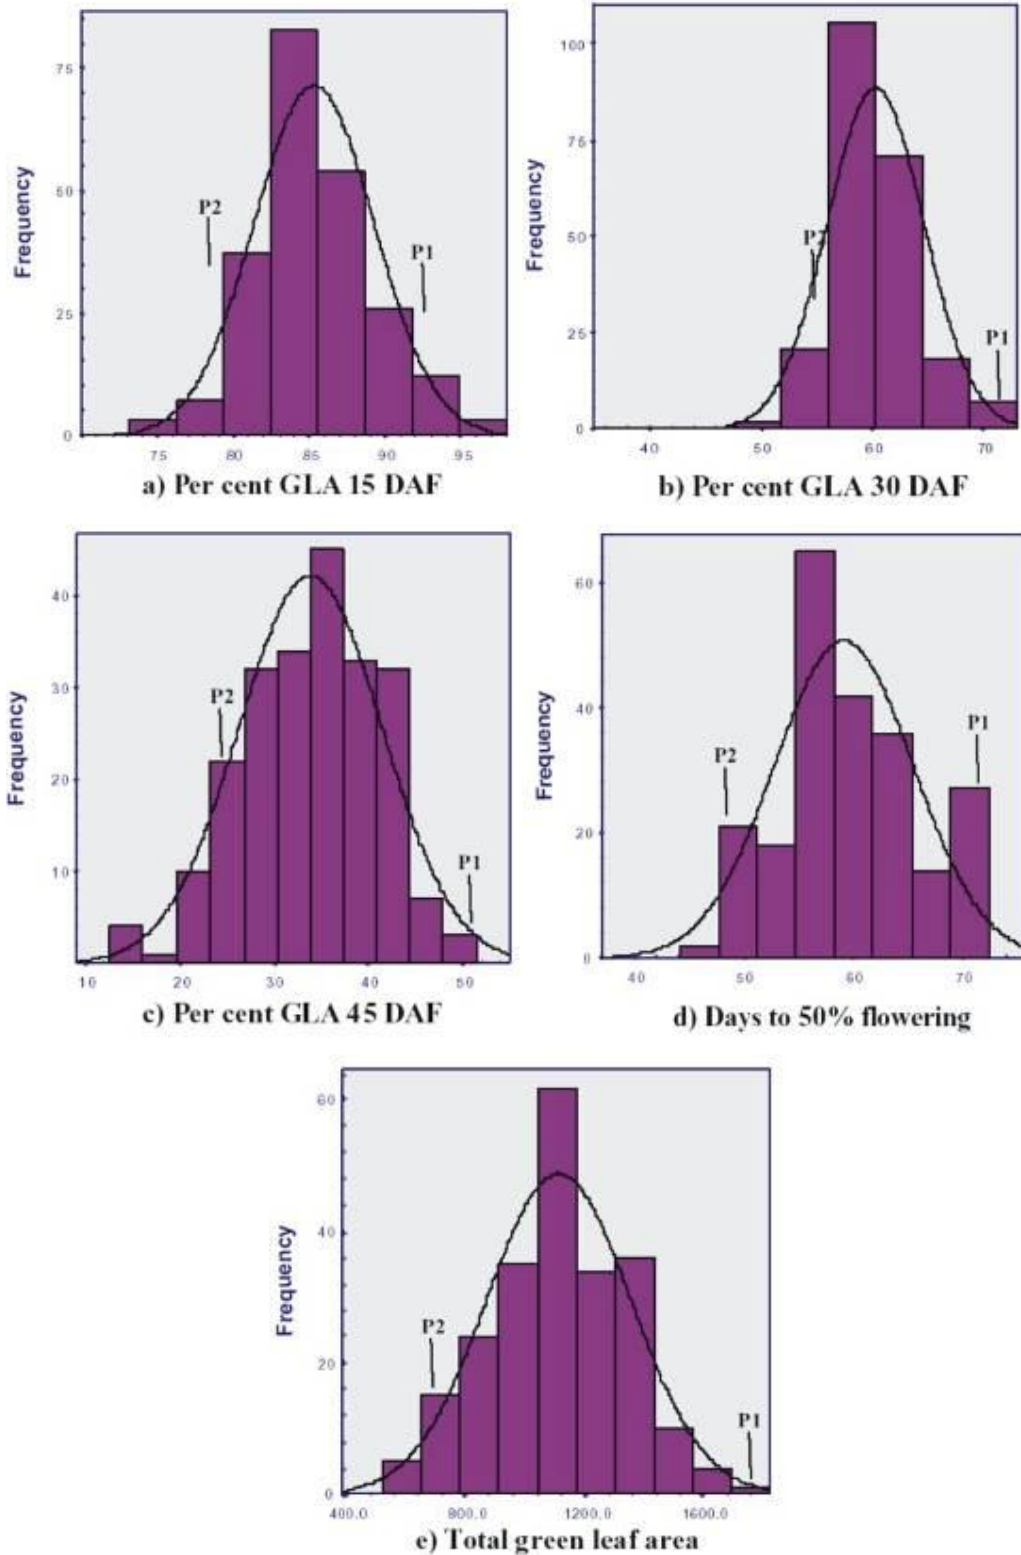 Frequency
75
50
25
0
P2
P1
75
80
85
90
95
a) Per cent GLA 15 DAF
Frequency
100
75
50
25
0
P2
P1
40
50
60
70
b) Per cent GLA 30 DAF
Frequency
40
30
20
10
P2
P1
10
20
30
40
50
c) Per cent GLA 45 DAF
Frequency
60
40
20
0
P2
P1
40
50
60
70
d) Days to 50% flowering
Frequency
60
40
20
0
P2
P1
400.0
800.0
1200.0
1600.0
e) Total green leaf area